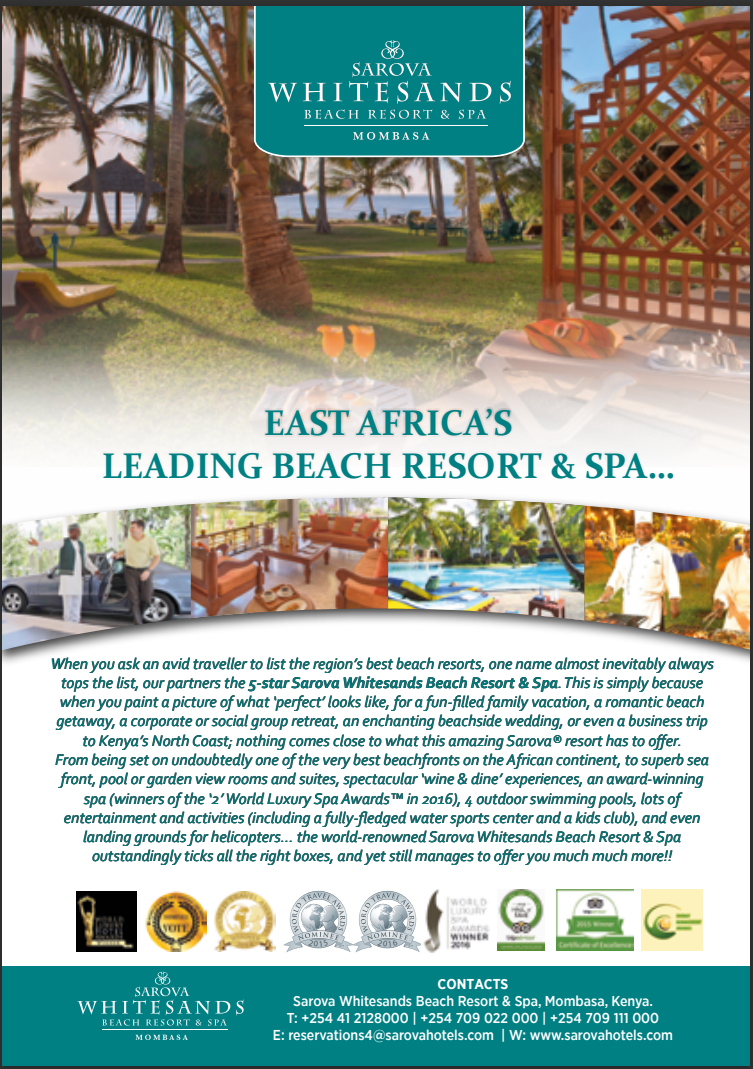 SAROVA
WHITESANDS
BEACH RESORT & SPA
MOMBASA
EAST AFRICA'S
LEADING BEACH RESORT & SPA...
When you ask an avid traveller to list the region's best beach resorts, one name almost inevitably always
tops the list, our partners the 5-star Sarova Whitesands Beach Resort & Spa. This is simply because
when you paint a picture of what 'perfect' looks like, for a fun-filled family vacation, a romantic beach
getaway, a corporate or social group retreat, an enchanting beachside wedding, or even a business trip
to Kenya's North Coast; nothing comes close to what this amazing Sarova® resort has to offer.
From being set on undoubtedly one of the very best beachfronts on the African continent, to superb sea
front, pool or garden view rooms and suites, spectacular 'wine & dine' experiences, an award-winning
spa (winners of the '2' World Luxury Spa Awards™ in 2016), 4 outdoor swimming pools, lots of
entertainment and activities (including a fully-fledged water sports center and a kids club), and even
landing grounds for helicopters... the world-renowned Sarova Whitesands Beach Resort & Spa
outstandingly ticks all the right boxes, and yet still manages to offer you much much more!!
VOTE
WORLD TRAVEL AWARDS
NOMINEE
2015
WORLD TRAVEL AWARDS
NOMINEE
2016
WORLD
LUXURY
SPA
AWARDS
WINNER
2016
2015 Winner
Certificate of Excellence
SAROVA
WHITESANDS
BEACH RESORT & SPA
MOMBASA
CONTACTS
Sarova Whitesands Beach Resort & Spa, Mombasa, Kenya.
T: +254 41 2128000 | +254 709 022 000 | +254 709 111 000
E: reservations4@sarovahotels.com | W: www.sarovahotels.com